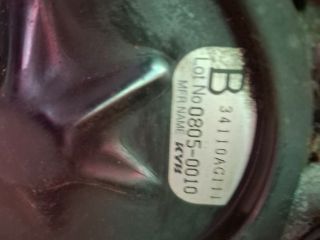 B 34110AG111
Lot No 0805-0010
MFR NAME KYB